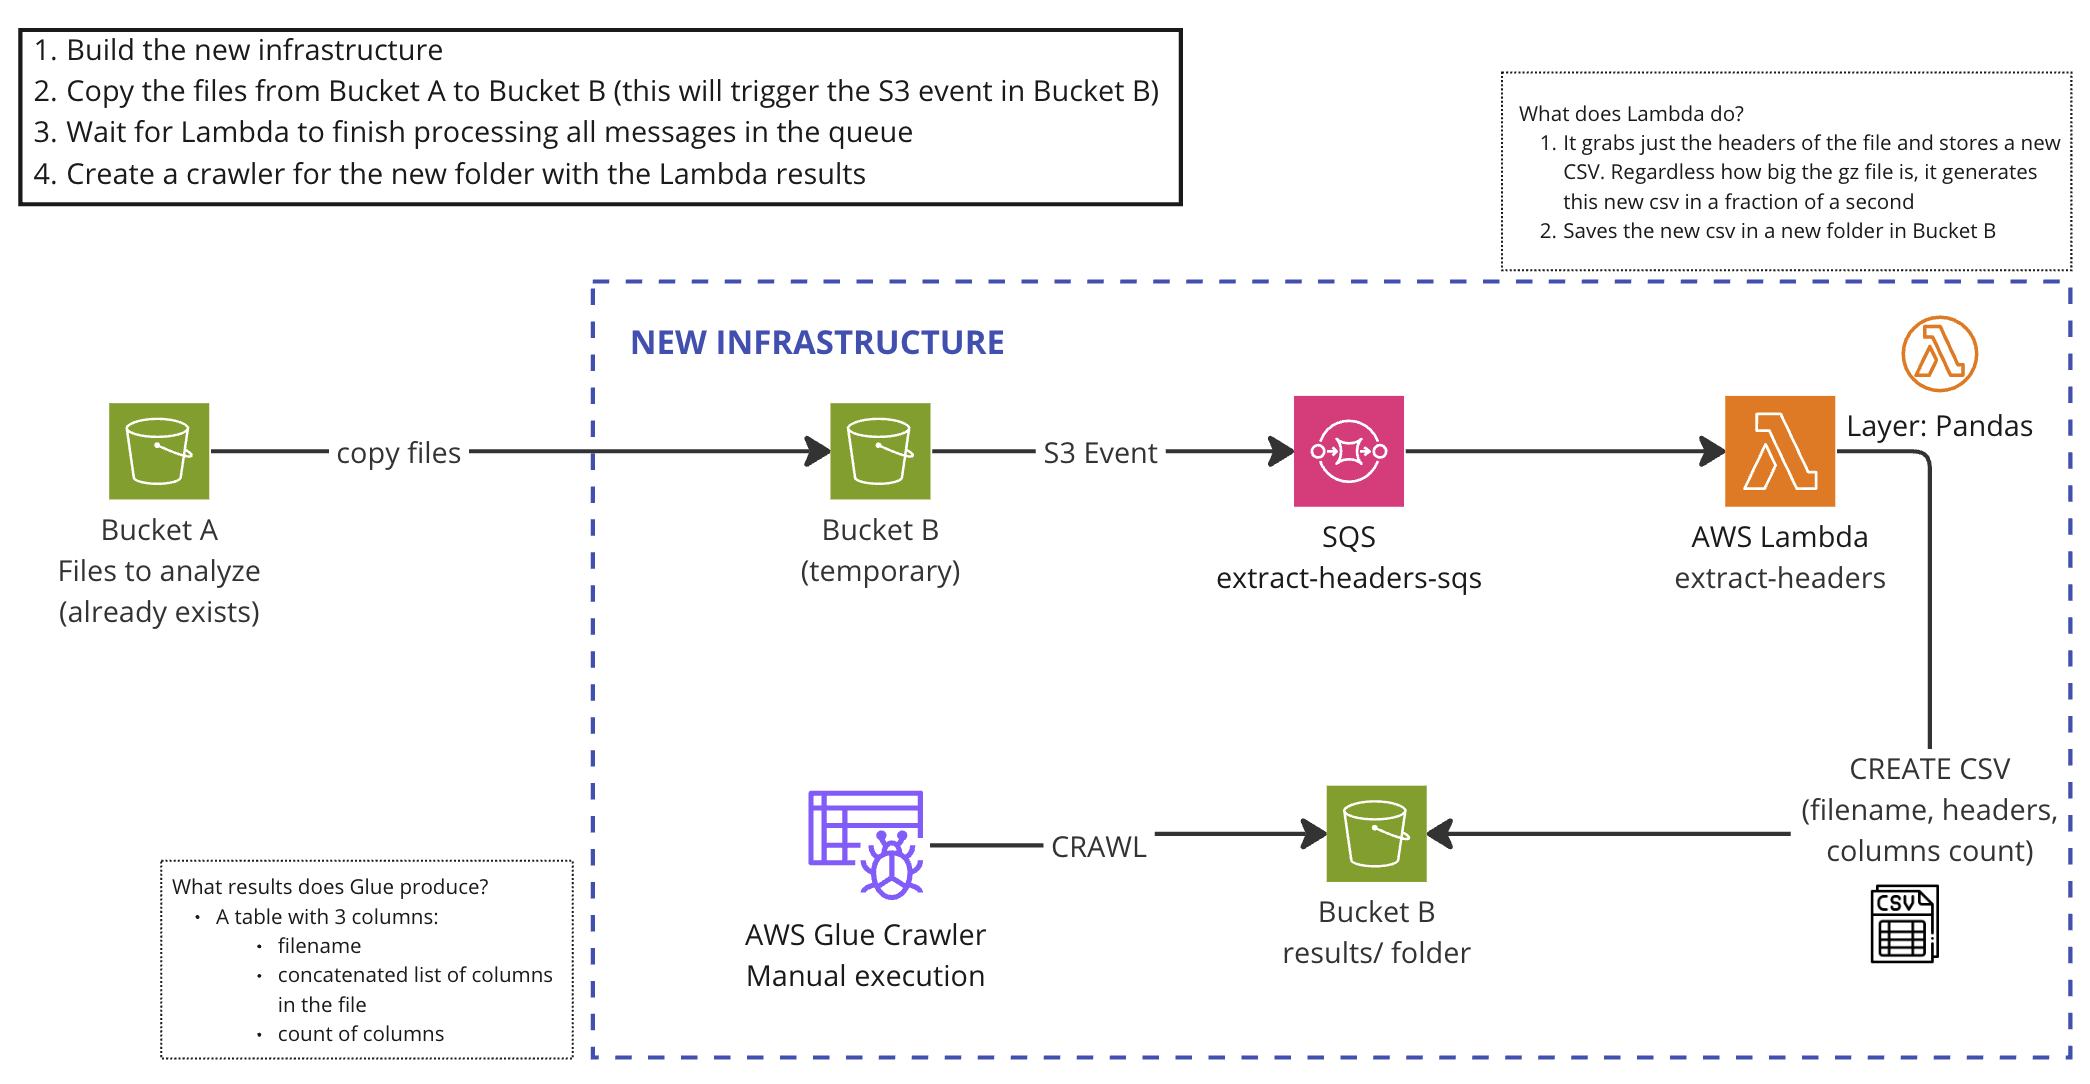 1. Build the new infrastructure
2. Copy the files from Bucket A to Bucket B (this will trigger the S3 event in Bucket B)
3. Wait for Lambda to finish processing all messages in the queue
4. Create a crawler for the new folder with the Lambda results
What does Lambda do?
1. It grabs just the headers of the file and stores a new
CSV. Regardless how big the gz file is, it generates
this new csv in a fraction of a second
2. Saves the new csv in a new folder in Bucket B
NEW INFRASTRUCTURE
Layer: Pandas
copy files
S3 Event
Bucket A
Files to analyze
(already exists)
Bucket B
(temporary)
SQS
extract-headers-sqs
AWS Lambda
extract-headers
CREATE CSV
(filename, headers,
columns count)
CSV
CRAWL
AWS Glue Crawler
Manual execution
Bucket B
results/ folder
What results does Glue produce?
• A table with 3 columns:
• filename
• concatenated list of columns
in the file
• count of columns